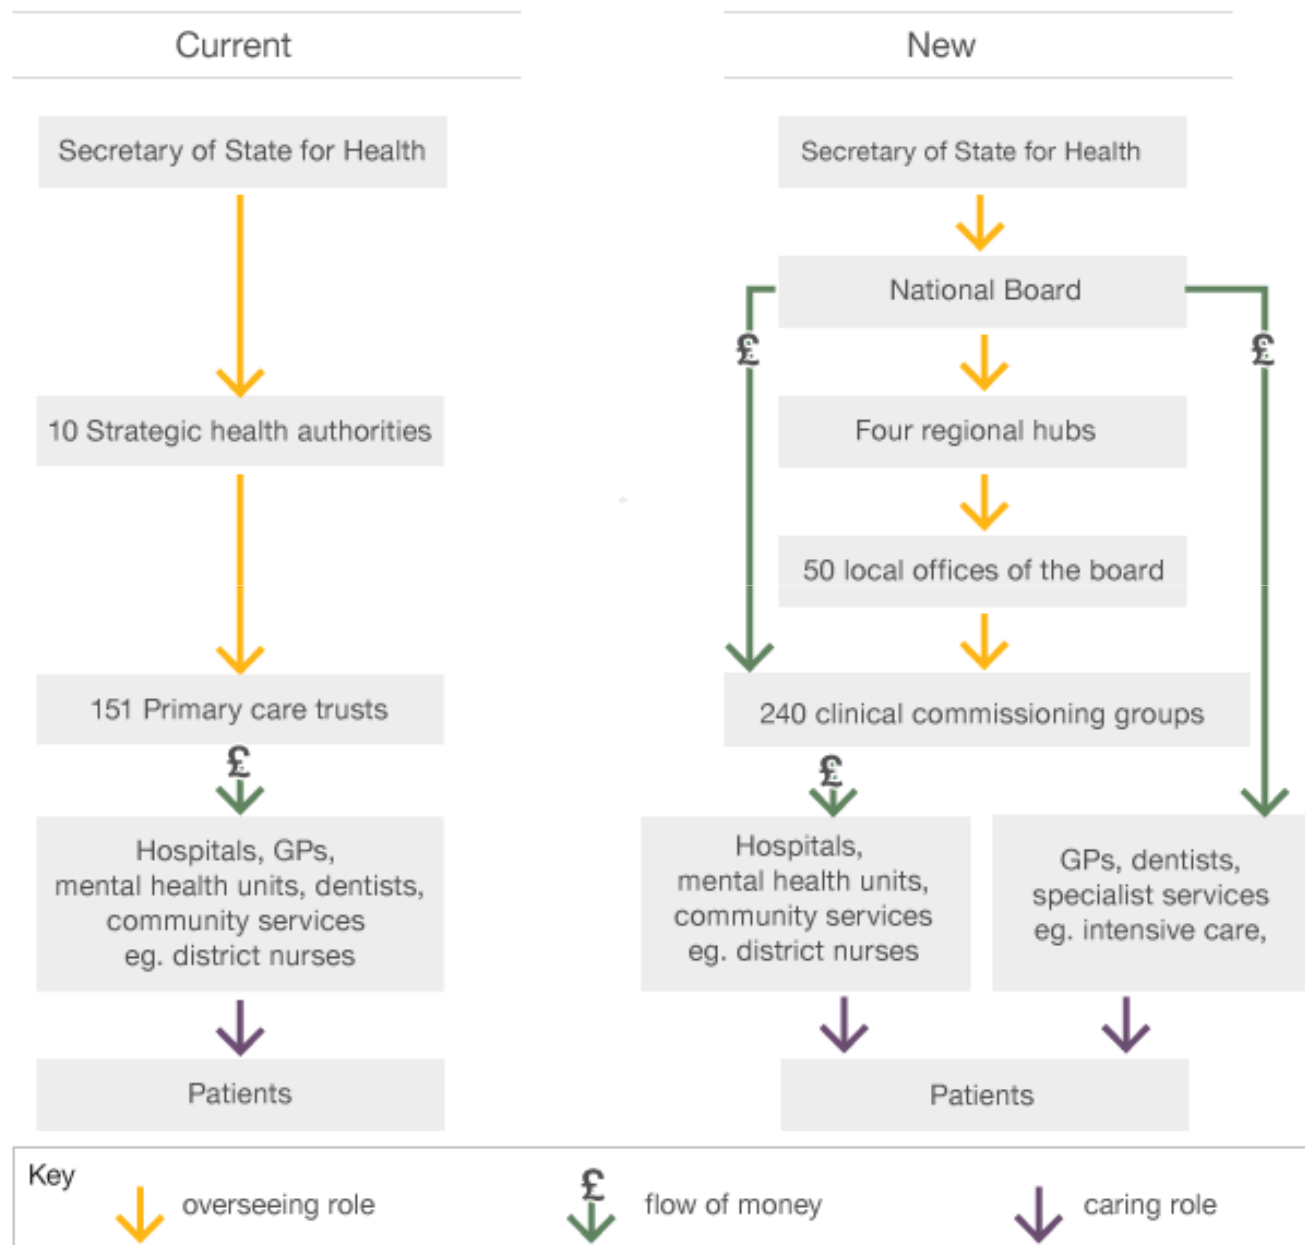 Current
Secretary of State for Health
10 Strategic health authorities
151 Primary care trusts
£
Hospitals, GPs,
mental health units, dentists,
community services
eg. district nurses
Patients
New
Secretary of State for Health
National Board
£
£
Four regional hubs
50 local offices of the board
240 clinical commissioning groups
£
Hospitals,
mental health units,
community services
eg. district nurses
GPs, dentists,
specialist services
eg. intensive care,
Patients
Key
overseeing role
£
flow of money
caring role